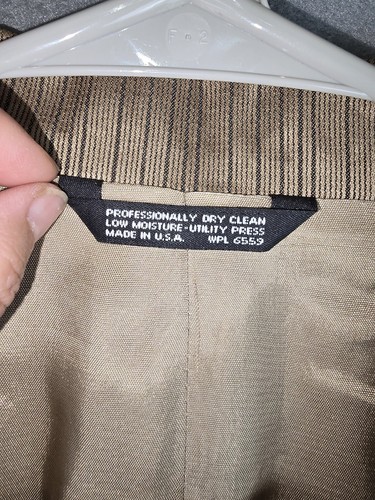 PROFESSIONALLY DRY CLEAN
LOW MOISTURE-UTILITY PRESS
MADE IN U.S.A. WPL 6559